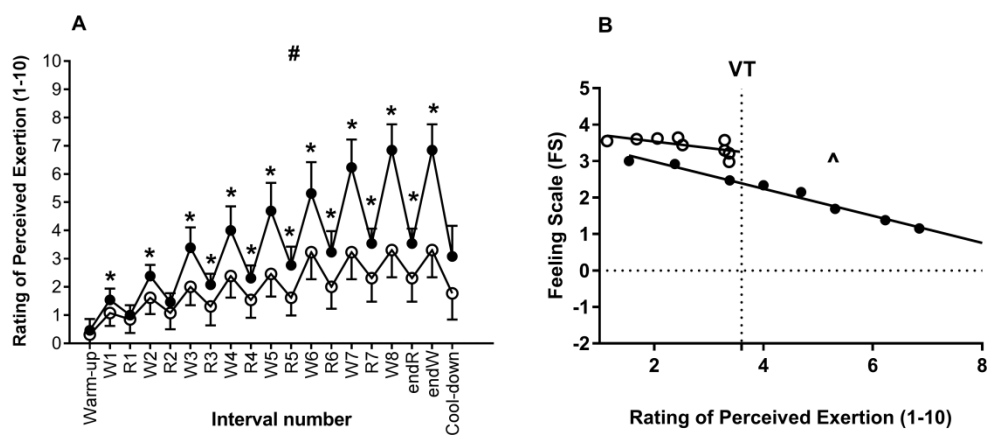 A
#
Rating of Perceived Exertion (1-10)
10
9
8
7
6
5
4
3
2
1
0
* * * * * * * * * * * * * * *
Warm-up W1 R1 W2 R2 W3 R3 W4 R4 W5 R5 W6 R6 W7 R7 W8 endR endW Cool-down
Interval number
B
VT
Feeling Scale (FS)
5
4
3
2
1
0
-1
-2
^
2 4 6 8
Rating of Perceived Exertion (1-10)